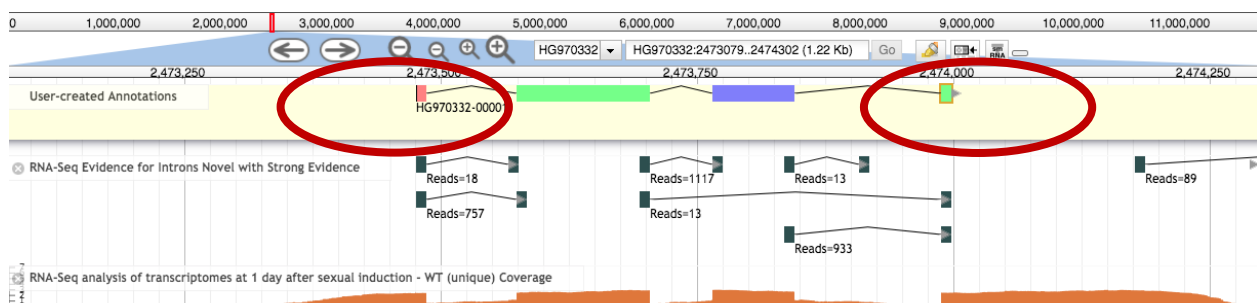 0 1,000,000 2,000,000 3,000,000 4,000,000 5,000,000 6,000,000 7,000,000 8,000,000 9,000,000 10,000,000 11,000,000
HG970332 HG970332:2473079..2474302 (1.22 Kb) Go
2,473,250 2,473,500 2,473,750 2,474,000 2,474,250
User-created Annotations
HG970332-00001
RNA-Seq Evidence for Introns Novel with Strong Evidence
Reads=18 Reads=1117 Reads=13 Reads=89
Reads=757 Reads=13
Reads=933
RNA-Seq analysis of transcriptomes at 1 day after sexual induction - WT (unique) Coverage